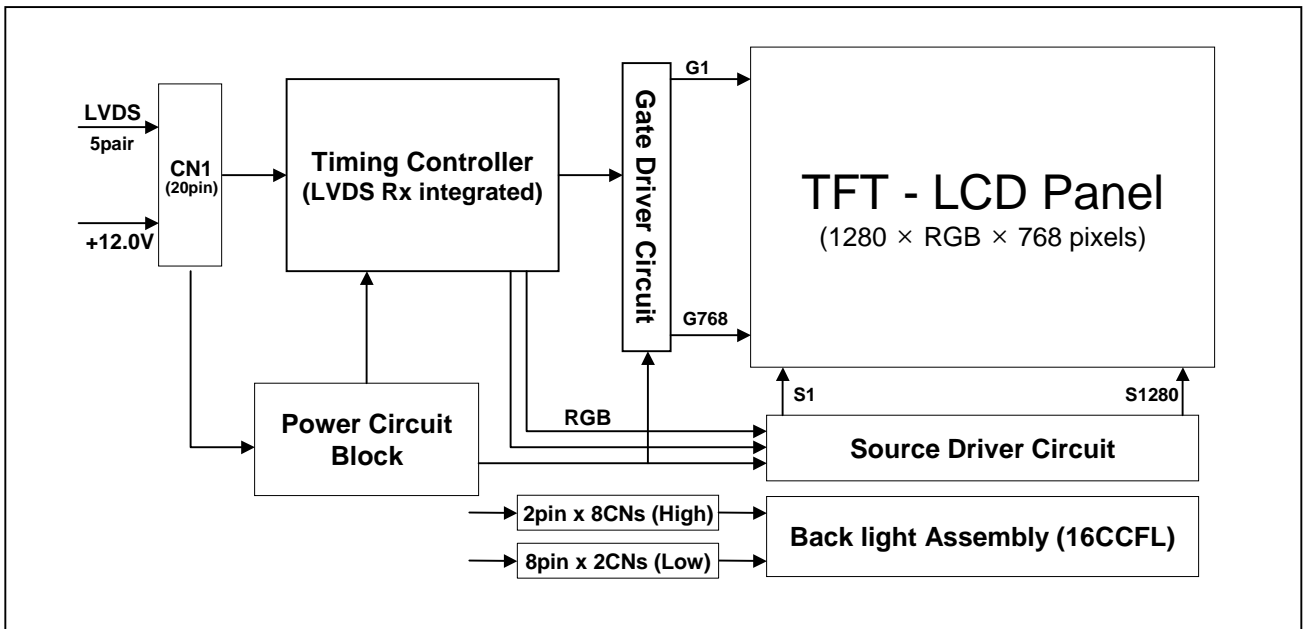 LVDS
5pair
+12.0V
CN1
(20pin)
Timing Controller
(LVDS Rx integrated)
Gate Driver Circuit
G1
G768
TFT - LCD Panel
(1280 × RGB × 768 pixels)
S1
S1280
Power Circuit
Block
RGB
Source Driver Circuit
2pin x 8CNs (High)
8pin x 2CNs (Low)
Back light Assembly (16CCFL)